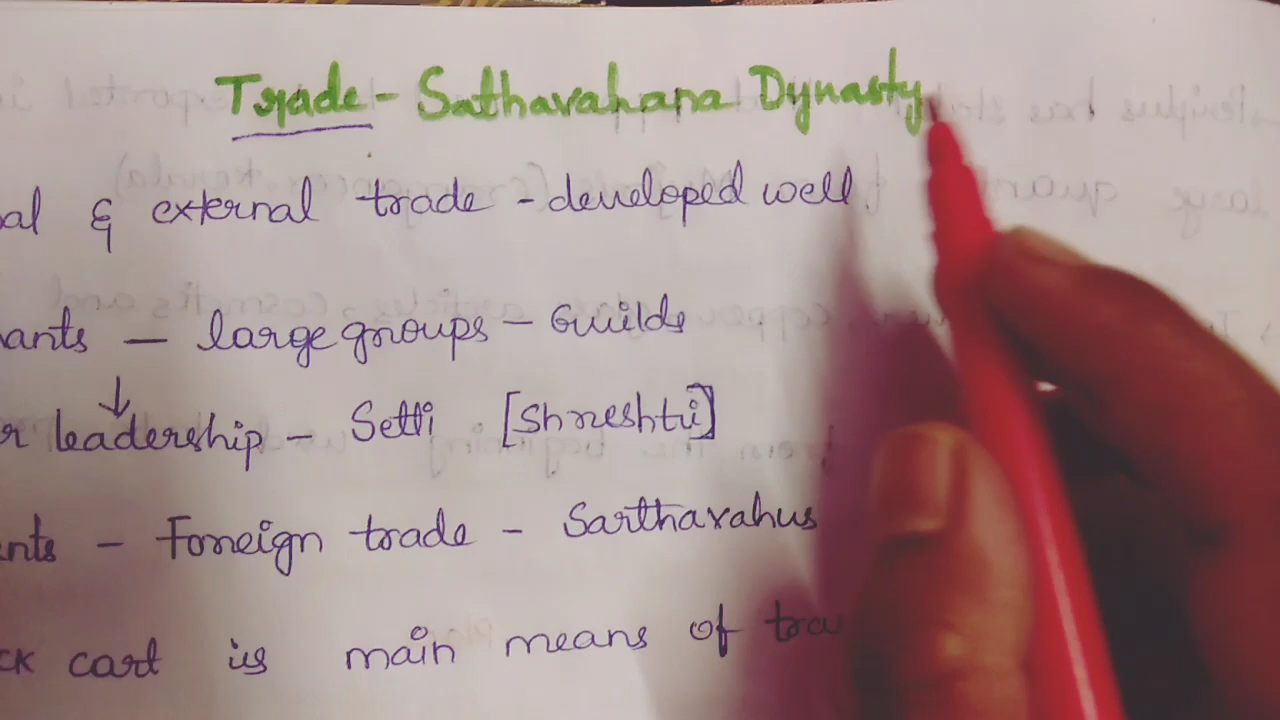 Trade - Sathavahana Dynasty
al & external trade - developed well
ants — large groups - Guilds
r leadership - Setti [Shreshti]
nts - Foreign trade - Sarthavahus
ck cart is main means of tra